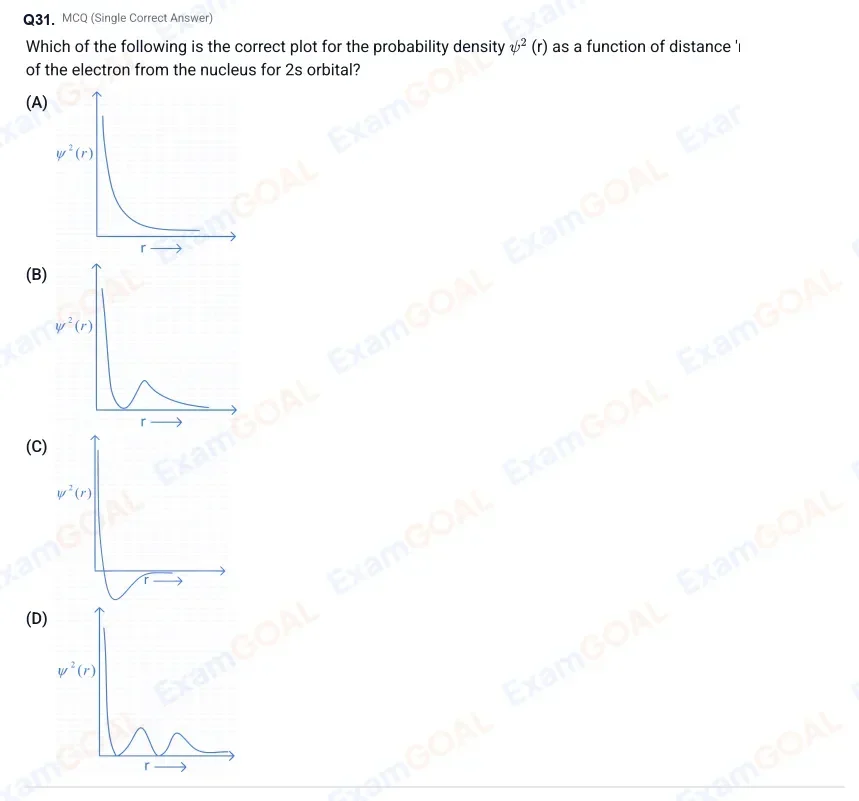 Q31. MCQ (Single Correct Answer)
Which of the following is the correct plot for the probability density ψ² (r) as a function of distance '
of the electron from the nucleus for 2s orbital?
(A)
ψ²(r)
r ⟶
(B)
ψ²(r)
r ⟶
(C)
ψ²(r)
r ⟶
(D)
ψ²(r)
r ⟶
ExamGOAL